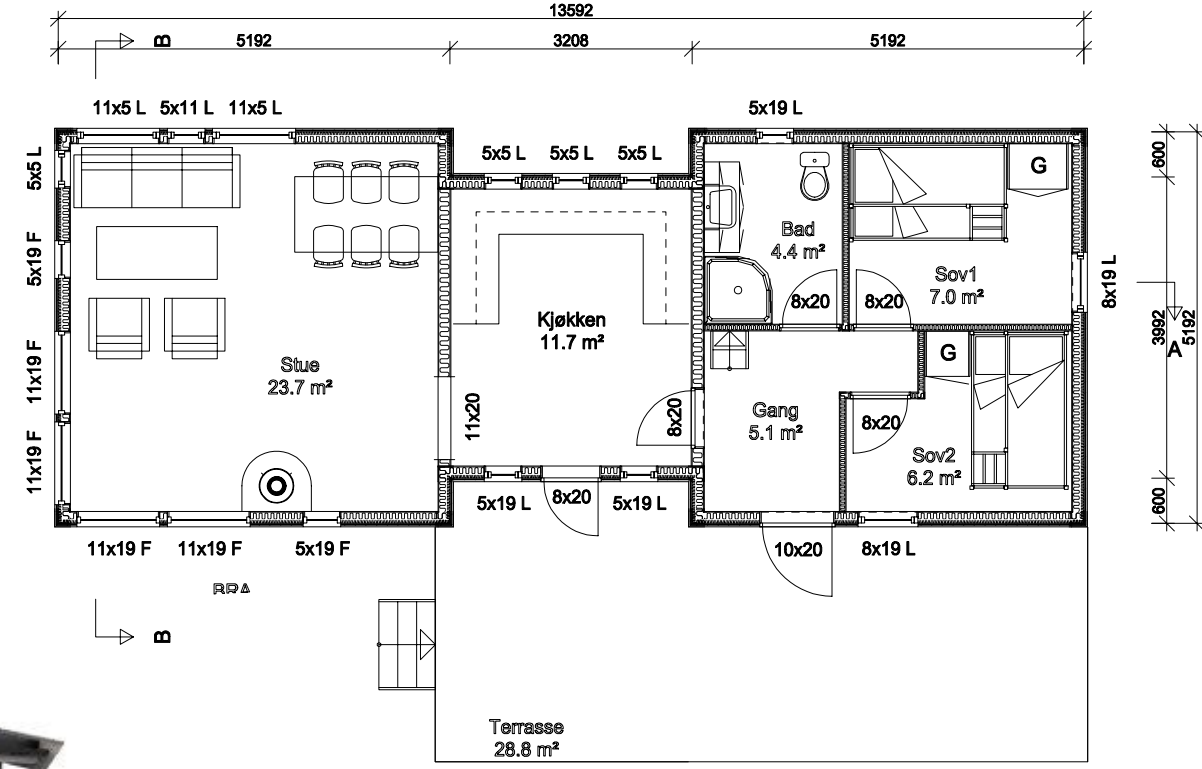 13592
B
5192
3208
5192
11x5 L
5x11 L
11x5 L
5x19 L
5x5 L
5x5 L
5x5 L
5x5 L
600
G
Bad
4.4 m²
5x19 F
8x19 L
Sov1
7.0 m²
8x20
8x20
Kjøkken
11.7 m²
3992
5192
A
11x19 F
Stue
23.7 m²
G
11x20
8x20
Gang
5.1 m²
8x20
11x19 F
Sov2
6.2 m²
5x19 L
8x20
5x19 L
600
11x19 F
11x19 F
5x19 F
10x20
8x19 L
BRA
B
Terrasse
28.8 m²